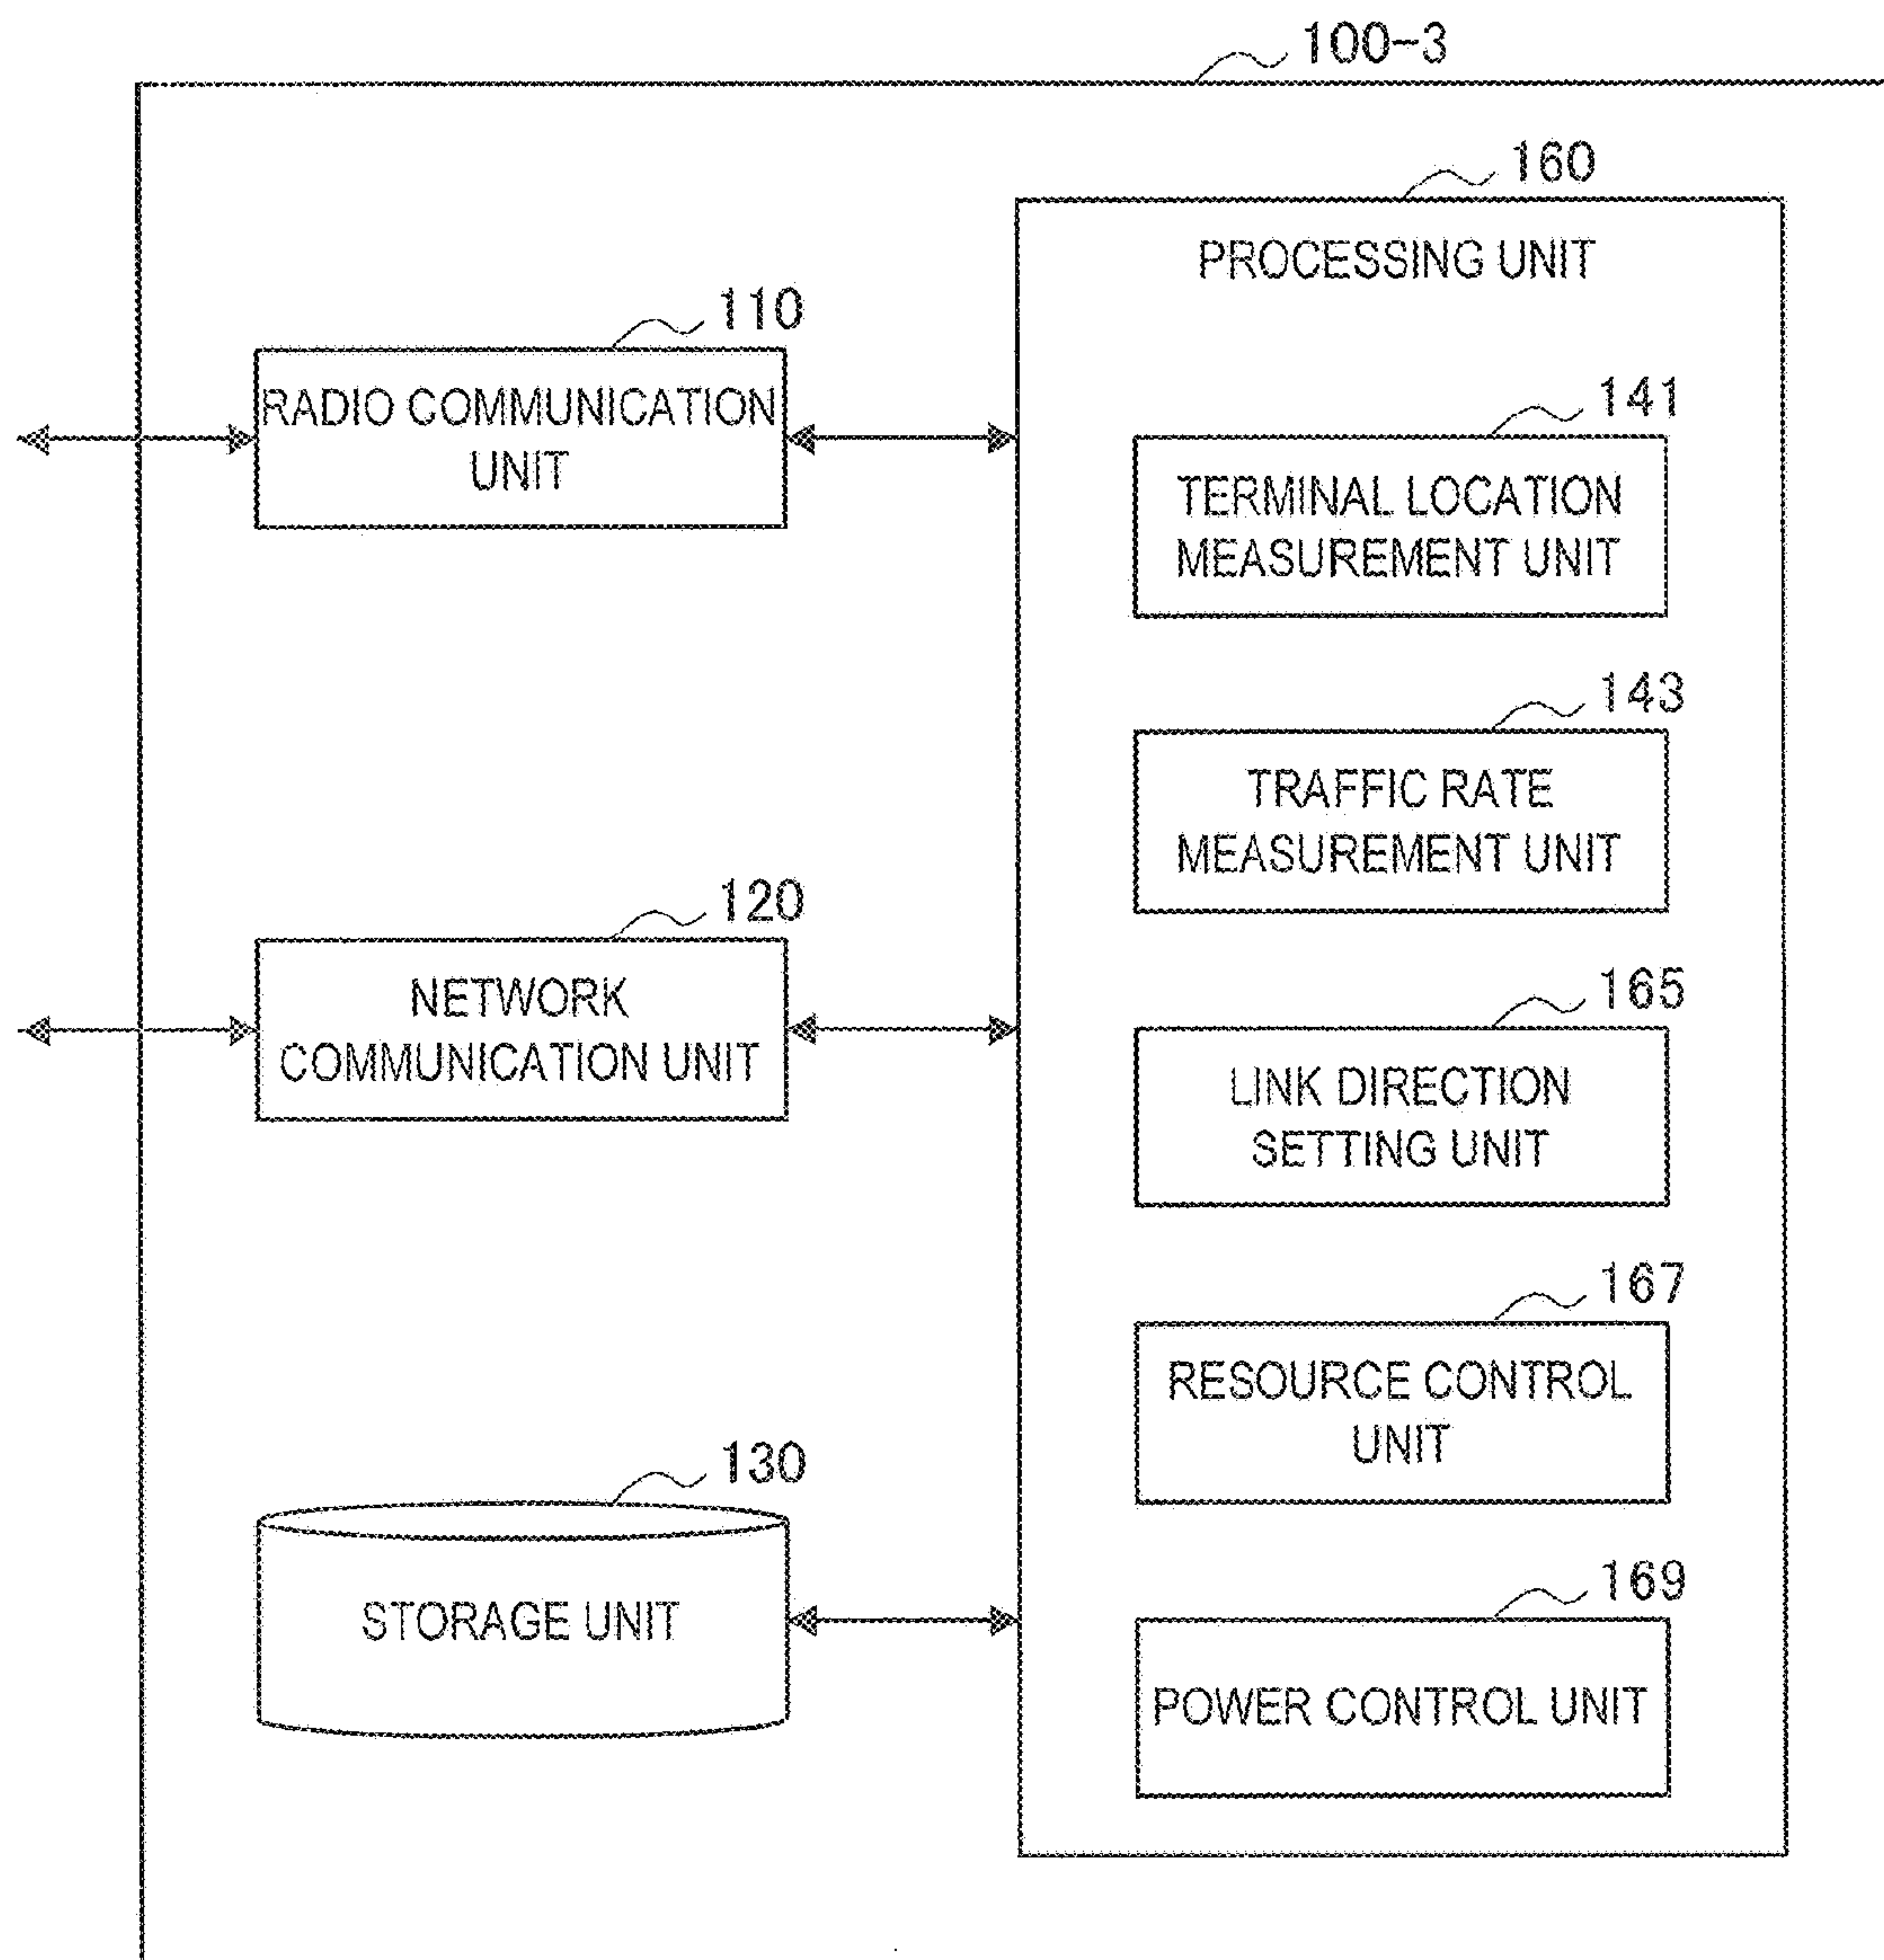 100-3
160
PROCESSING UNIT
110
RADIO COMMUNICATION
UNIT
141
TERMINAL LOCATION
MEASUREMENT UNIT
143
TRAFFIC RATE
MEASUREMENT UNIT
120
NETWORK
COMMUNICATION UNIT
165
LINK DIRECTION
SETTING UNIT
167
RESOURCE CONTROL
UNIT
130
STORAGE UNIT
169
POWER CONTROL UNIT